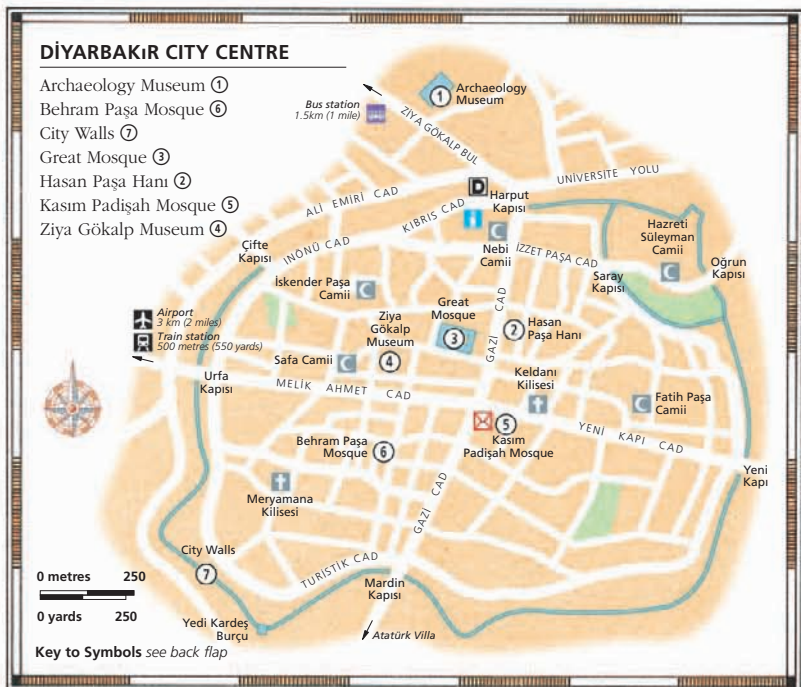 DİYARBAKıR CITY CENTRE
Archaeology Museum ①
Behram Paşa Mosque ⑥
City Walls ⑦
Great Mosque ③
Hasan Paşa Hanı ②
Kasım Padişah Mosque ⑤
Ziya Gökalp Museum ④
Bus station
1.5km (1 mile)
①
Archaeology
Museum
ZİYA GÖKALP BUL
D
UNIVERSITE YOLU
Harput
Kapısı
ALİ EMİRİ CAD
KIBRIS CAD
i
Nebi
Camii
İZZET PAŞA CAD
Hazreti
Süleyman
Camii
Oğrun
Kapısı
Saray
Kapısı
Çifte
Kapısı
INÖNÜ CAD
İskender Paşa
Camii
Great
Mosque
③
GAZİ CAD
②
Hasan
Paşa Hanı
Ziya
Gökalp
Museum
④
Airport
3 km (2 miles)
Train station
500 metres (550 yards)
Safa Camii
Urfa
Kapısı
MELİK AHMET CAD
Keldanı
Kilisesi
Fatih Paşa
Camii
⑤
Kasım
Padişah Mosque
YENİ KAPI CAD
Yeni
Kapı
Behram Paşa
Mosque
⑥
Meryamana
Kilisesi
GAZİ CAD
City Walls
⑦
TURİSTİK CAD
Mardin
Kapısı
Yedi Kardeş
Burçu
Atatürk Villa
0 metres 250
0 yards 250
Key to Symbols see back flap